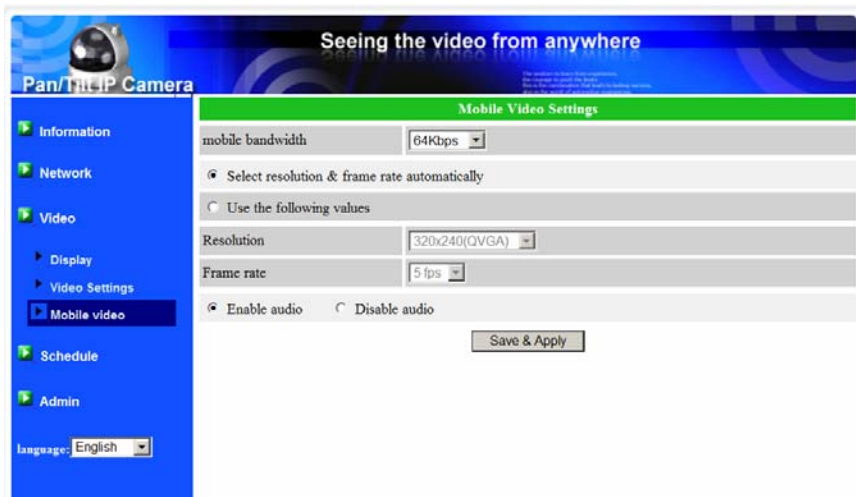 Seeing the video from anywhere
Pan/Tilt IP Camera
Information
Network
Video
Display
Video Settings
Mobile video
Schedule
Admin
language: English
Mobile Video Settings
mobile bandwidth 64Kbps
Select resolution & frame rate automatically
Use the following values
Resolution 320x240(QVGA)
Frame rate 5 fps
Enable audio Disable audio
Save & Apply